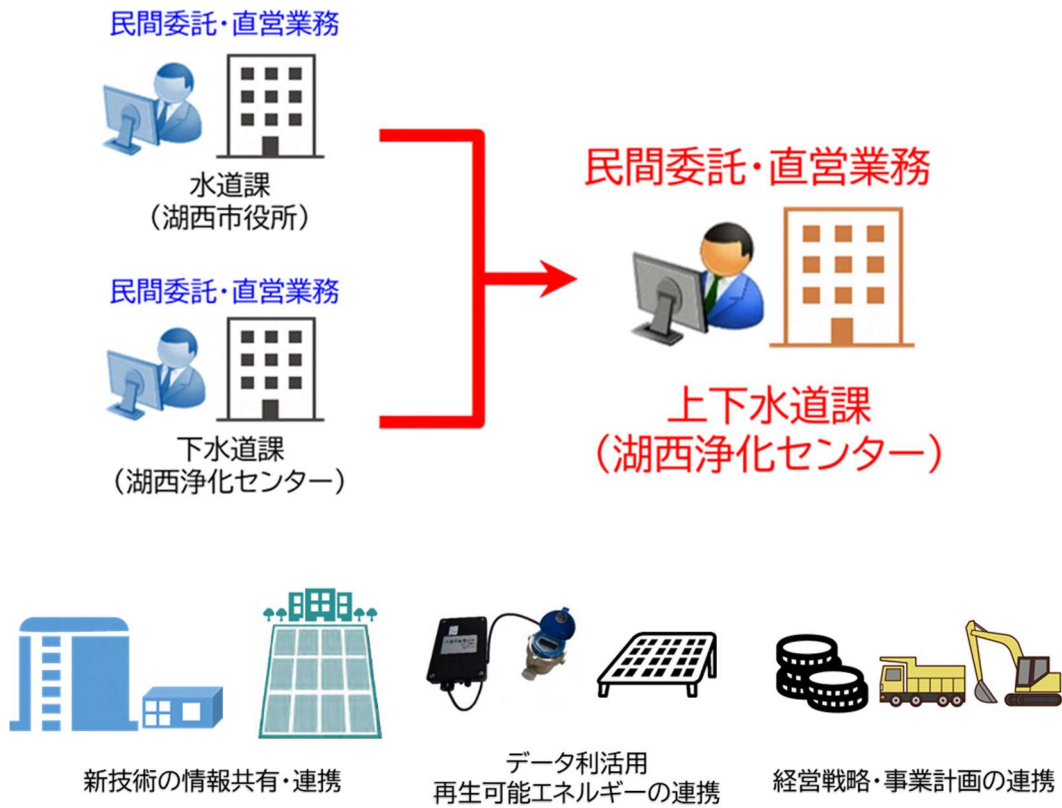 民間委託・直営業務
水道課
（湖西市役所）
民間委託・直営業務
下水道課
（湖西浄化センター）
民間委託・直営業務
上下水道課
（湖西浄化センター）
新技術の情報共有・連携
データ利活用
再生可能エネルギーの連携
経営戦略・事業計画の連携